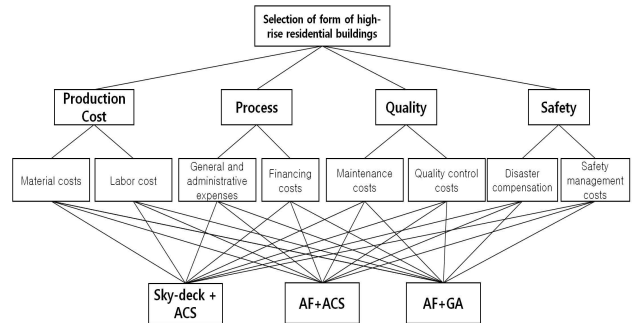 Selection of form of high-
rise residential buildings
Production
Cost
Process
Quality
Safety
Material costs
Labor cost
General and
administrative
expenses
Financing
costs
Maintenance
costs
Quality control
costs
Disaster
compensation
Safety
management
costs
Sky-deck +
ACS
AF+ACS
AF+GA